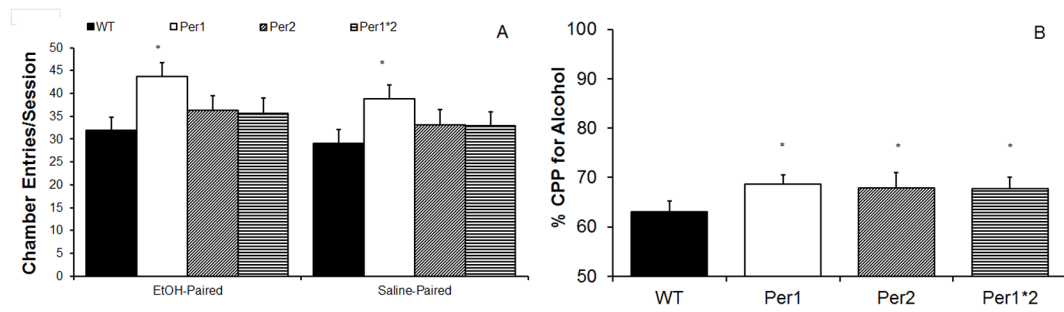 WT Per1 Per2 Per1*2 A
Chamber Entries/Session
50
45
40
35
30
25
20
15
10
5
0
*
*
EtOH-Paired Saline-Paired
B
% CPP for Alcohol
100
90
80
70
60
50
* * *
WT Per1 Per2 Per1*2